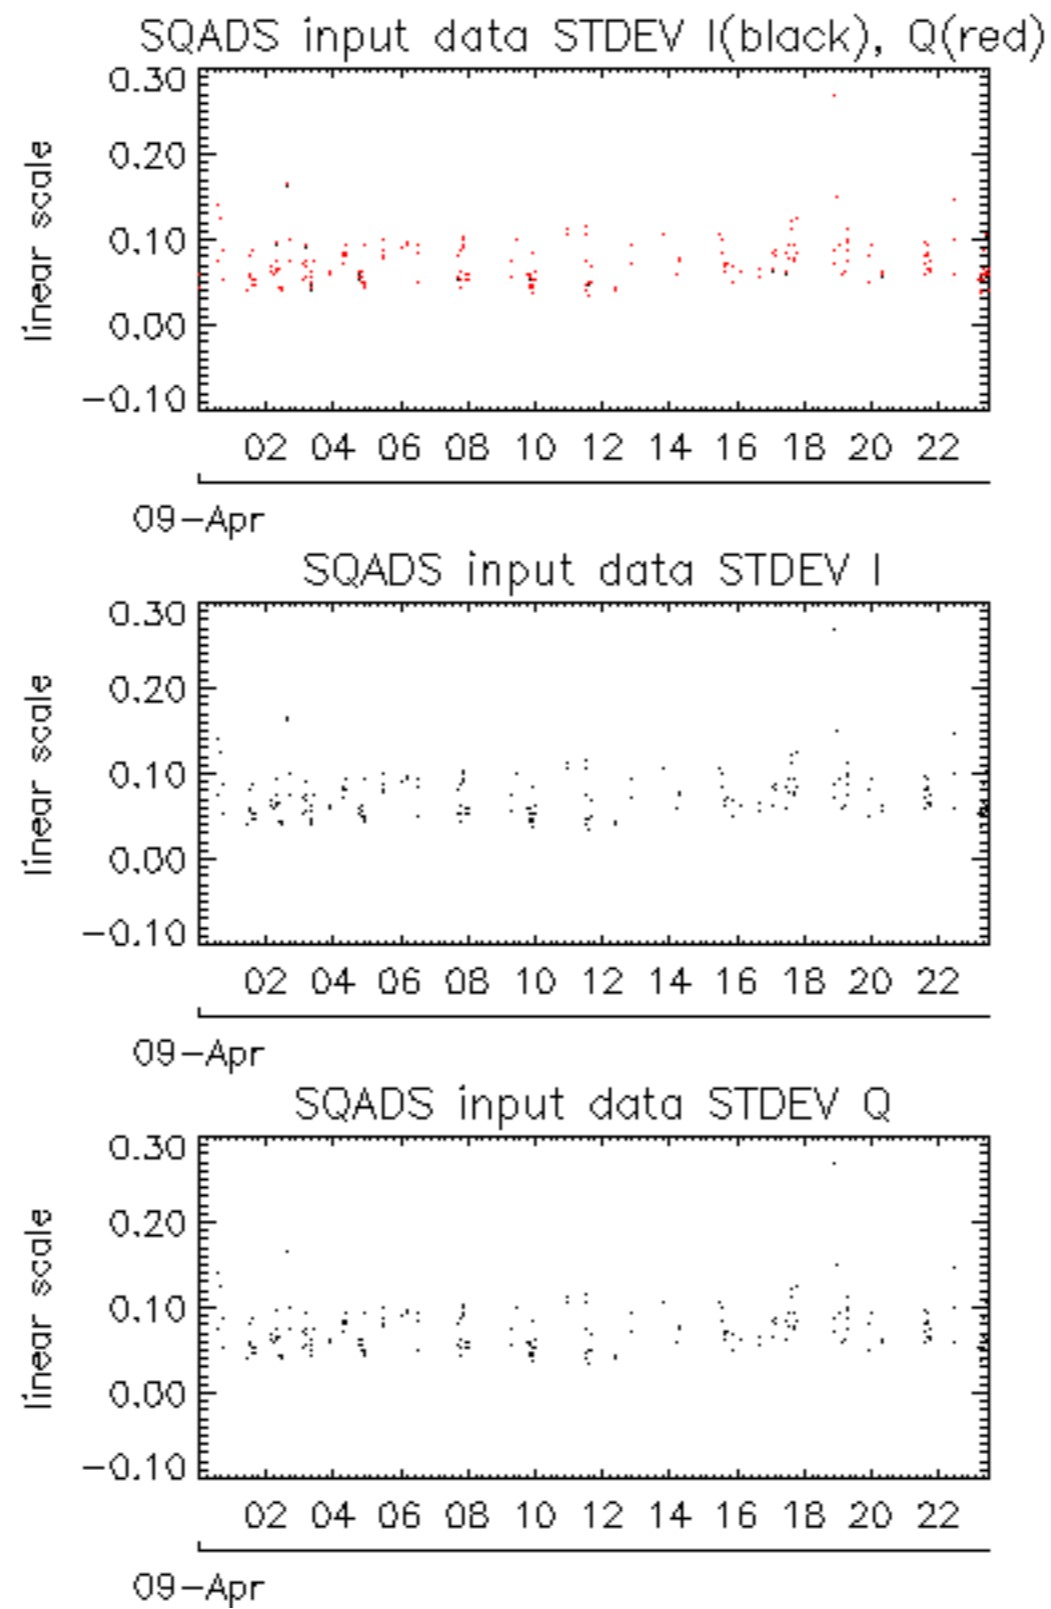 SQADS input data STDEV I(black), Q(red)
0.30
0.20
0.10
0.00
−0.10
linear scale
02 04 06 08 10 12 14 16 18 20 22
09−Apr
SQADS input data STDEV I
0.30
0.20
0.10
0.00
−0.10
linear scale
02 04 06 08 10 12 14 16 18 20 22
09−Apr
SQADS input data STDEV Q
0.30
0.20
0.10
0.00
−0.10
linear scale
02 04 06 08 10 12 14 16 18 20 22
09−Apr